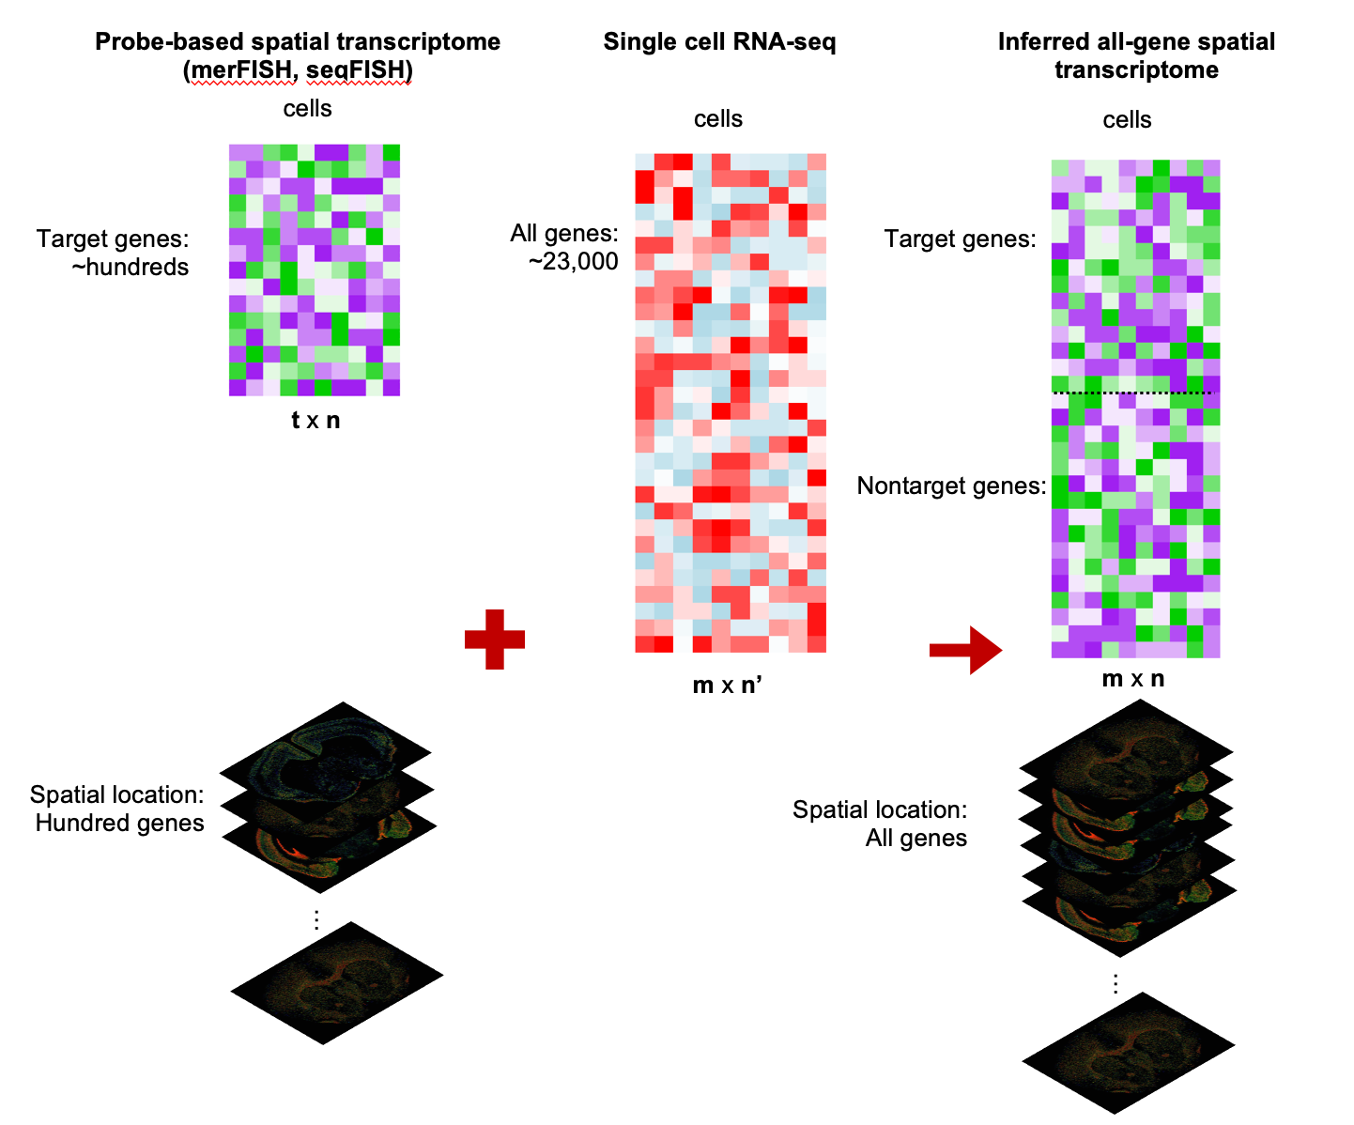 Probe-based spatial transcriptome
(merFISH, seqFISH)
cells
Target genes:
~hundreds
t x n
Single cell RNA-seq
cells
All genes:
~23,000
m x n’
Inferred all-gene spatial
transcriptome
cells
Target genes:
Nontarget genes:
m x n
Spatial location:
Hundred genes
⋮
Spatial location:
All genes
⋮